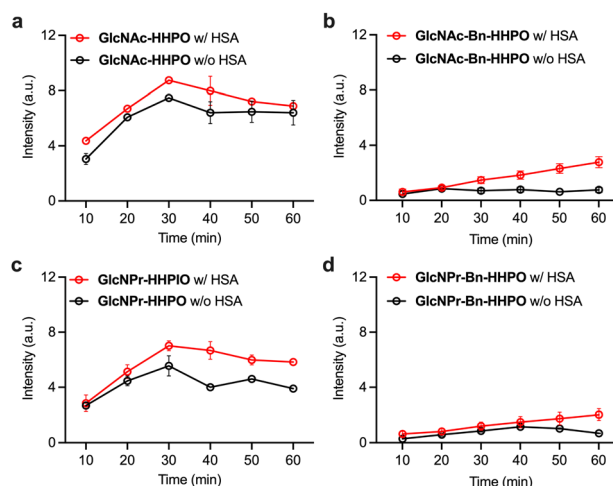 a
GlcNAc-HHPO w/ HSA
GlcNAc-HHPO w/o HSA
Intensity (a.u.)
12
8
4
0
10 20 30 40 50 60
Time (min)
b
GlcNAc-Bn-HHPO w/ HSA
GlcNAc-Bn-HHPO w/o HSA
Intensity (a.u.)
12
8
4
0
10 20 30 40 50 60
Time (min)
c
GlcNPr-HHPIO w/ HSA
GlcNPr-HHPO w/o HSA
Intensity (a.u.)
12
8
4
0
10 20 30 40 50 60
Time (min)
d
GlcNPr-Bn-HHPO w/ HSA
GlcNPr-Bn-HHPO w/o HSA
Intensity (a.u.)
12
8
4
0
10 20 30 40 50 60
Time (min)